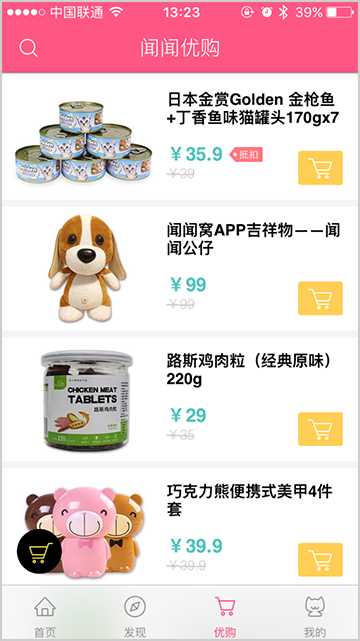 中国联通 13:23 39%
闻闻优购
日本金赏Golden 金枪鱼
+丁香鱼味猫罐头170gx7
￥35.9 抵扣
￥39
闻闻窝APP吉祥物——闻
闻公仔
￥99
￥99
CHICKEN MEAT
TABLETS
路斯鸡肉粒
220
路斯鸡肉粒（经典原味）
220g
￥29
￥35
巧克力熊便携式美甲4件
套
￥39.9
￥39.9
首页 发现 优购 我的